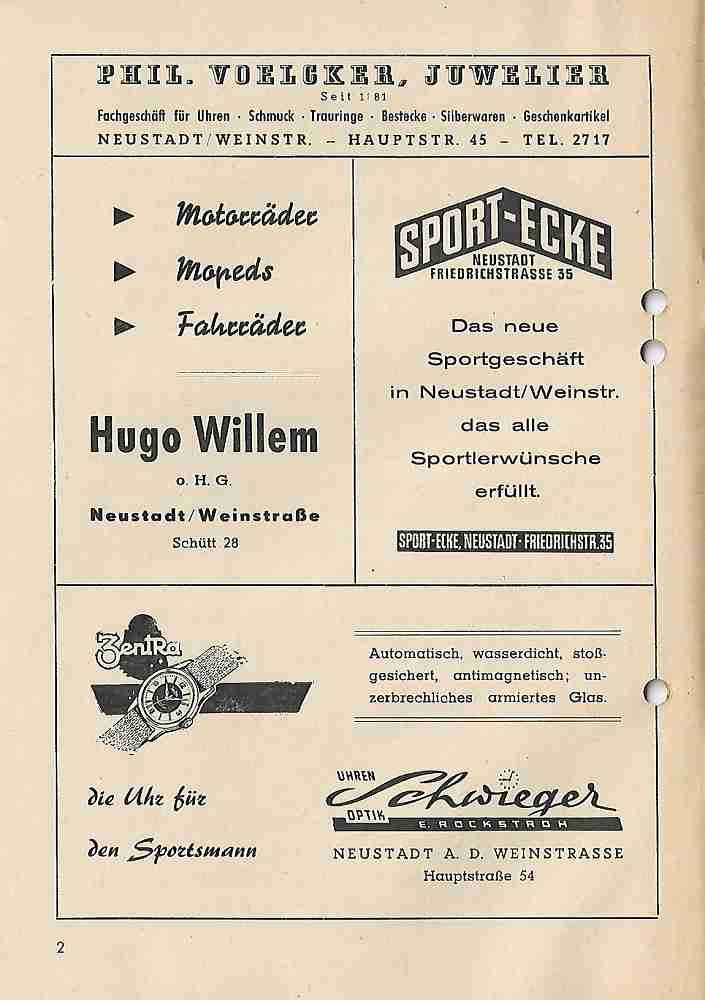 PHIL. VOELCKER, JUWELIER
Seit 1881
Fachgeschäft für Uhren · Schmuck · Trauringe · Bestecke · Silberwaren · Geschenkartikel
NEUSTADT/WEINSTR. – HAUPTSTR. 45 – TEL. 2717
Motorräder
Mopeds
Fahrräder
Hugo Willem
o. H. G.
Neustadt/Weinstraße
Schütt 28
SPORT-ECKE
NEUSTADT
FRIEDRICHSTRASSE 35
Das neue
Sportgeschäft
in Neustadt/Weinstr.
das alle
Sportlerwünsche
erfüllt.
SPORT-ECKE, NEUSTADT·FRIEDRICHSTR.35
ZentRa
die Uhr für
den Sportsmann
Automatisch, wasserdicht, stoß-
gesichert, antimagnetisch; un-
zerbrechliches armiertes Glas.
UHREN
Schwieger
OPTIK
E. ROCKSTROH
NEUSTADT A. D. WEINSTRASSE
Hauptstraße 54
2